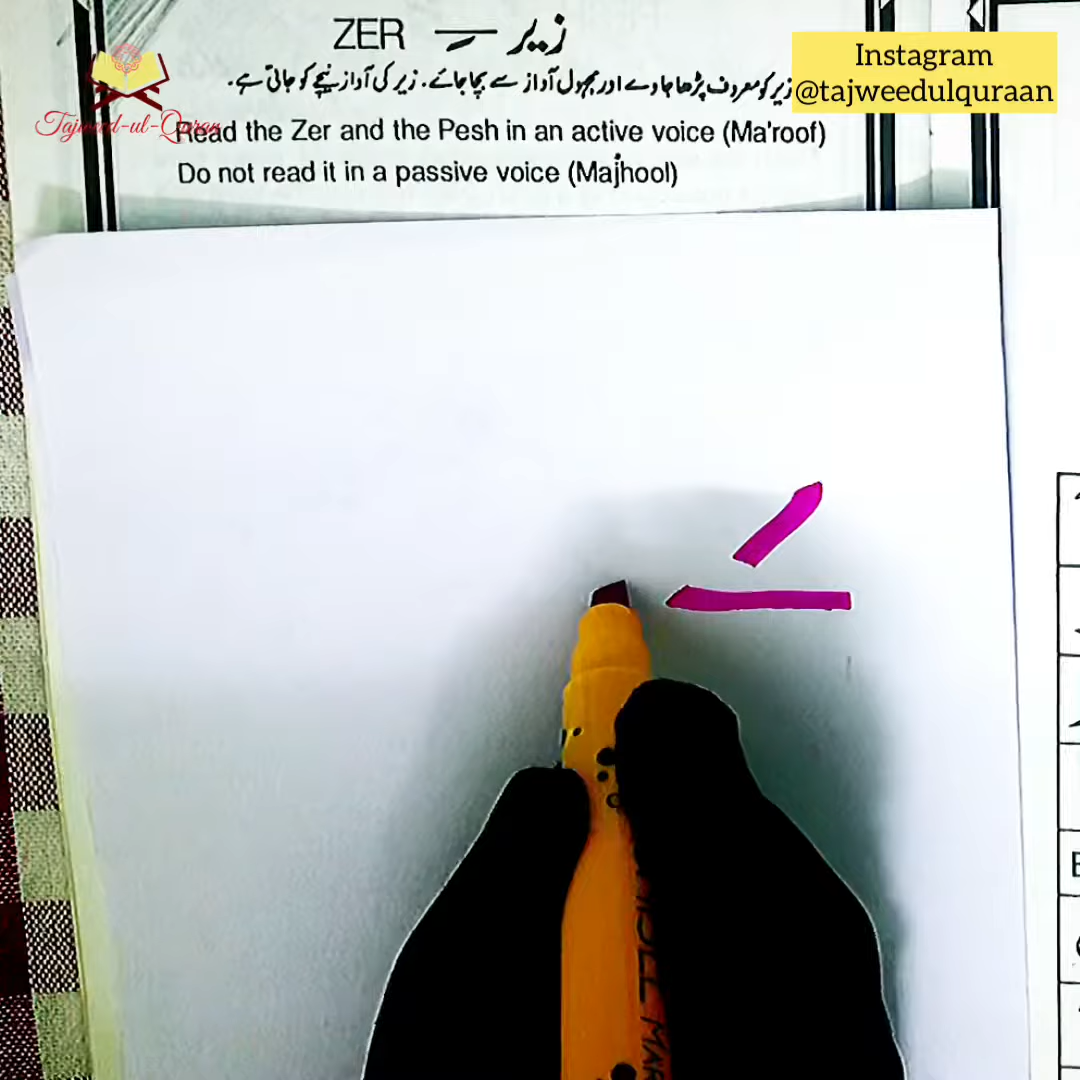 ZER زیر
زیر کو معروف پڑھا جاوے اور مجہول آواز سے بچا جائے۔ زیر کی آواز نیچے کو جاتی ہے۔
Read the Zer and the Pesh in an active voice (Ma'roof)
Do not read it in a passive voice (Majhool)
Instagram
@tajweedulquraan
Tajweed-ul-Quran